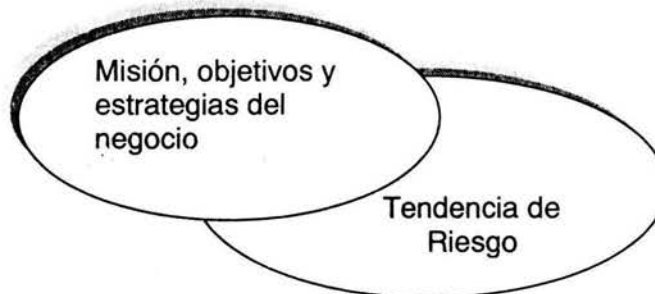 Misión, objetivos y
estrategias del
negocio
Tendencia de
Riesgo